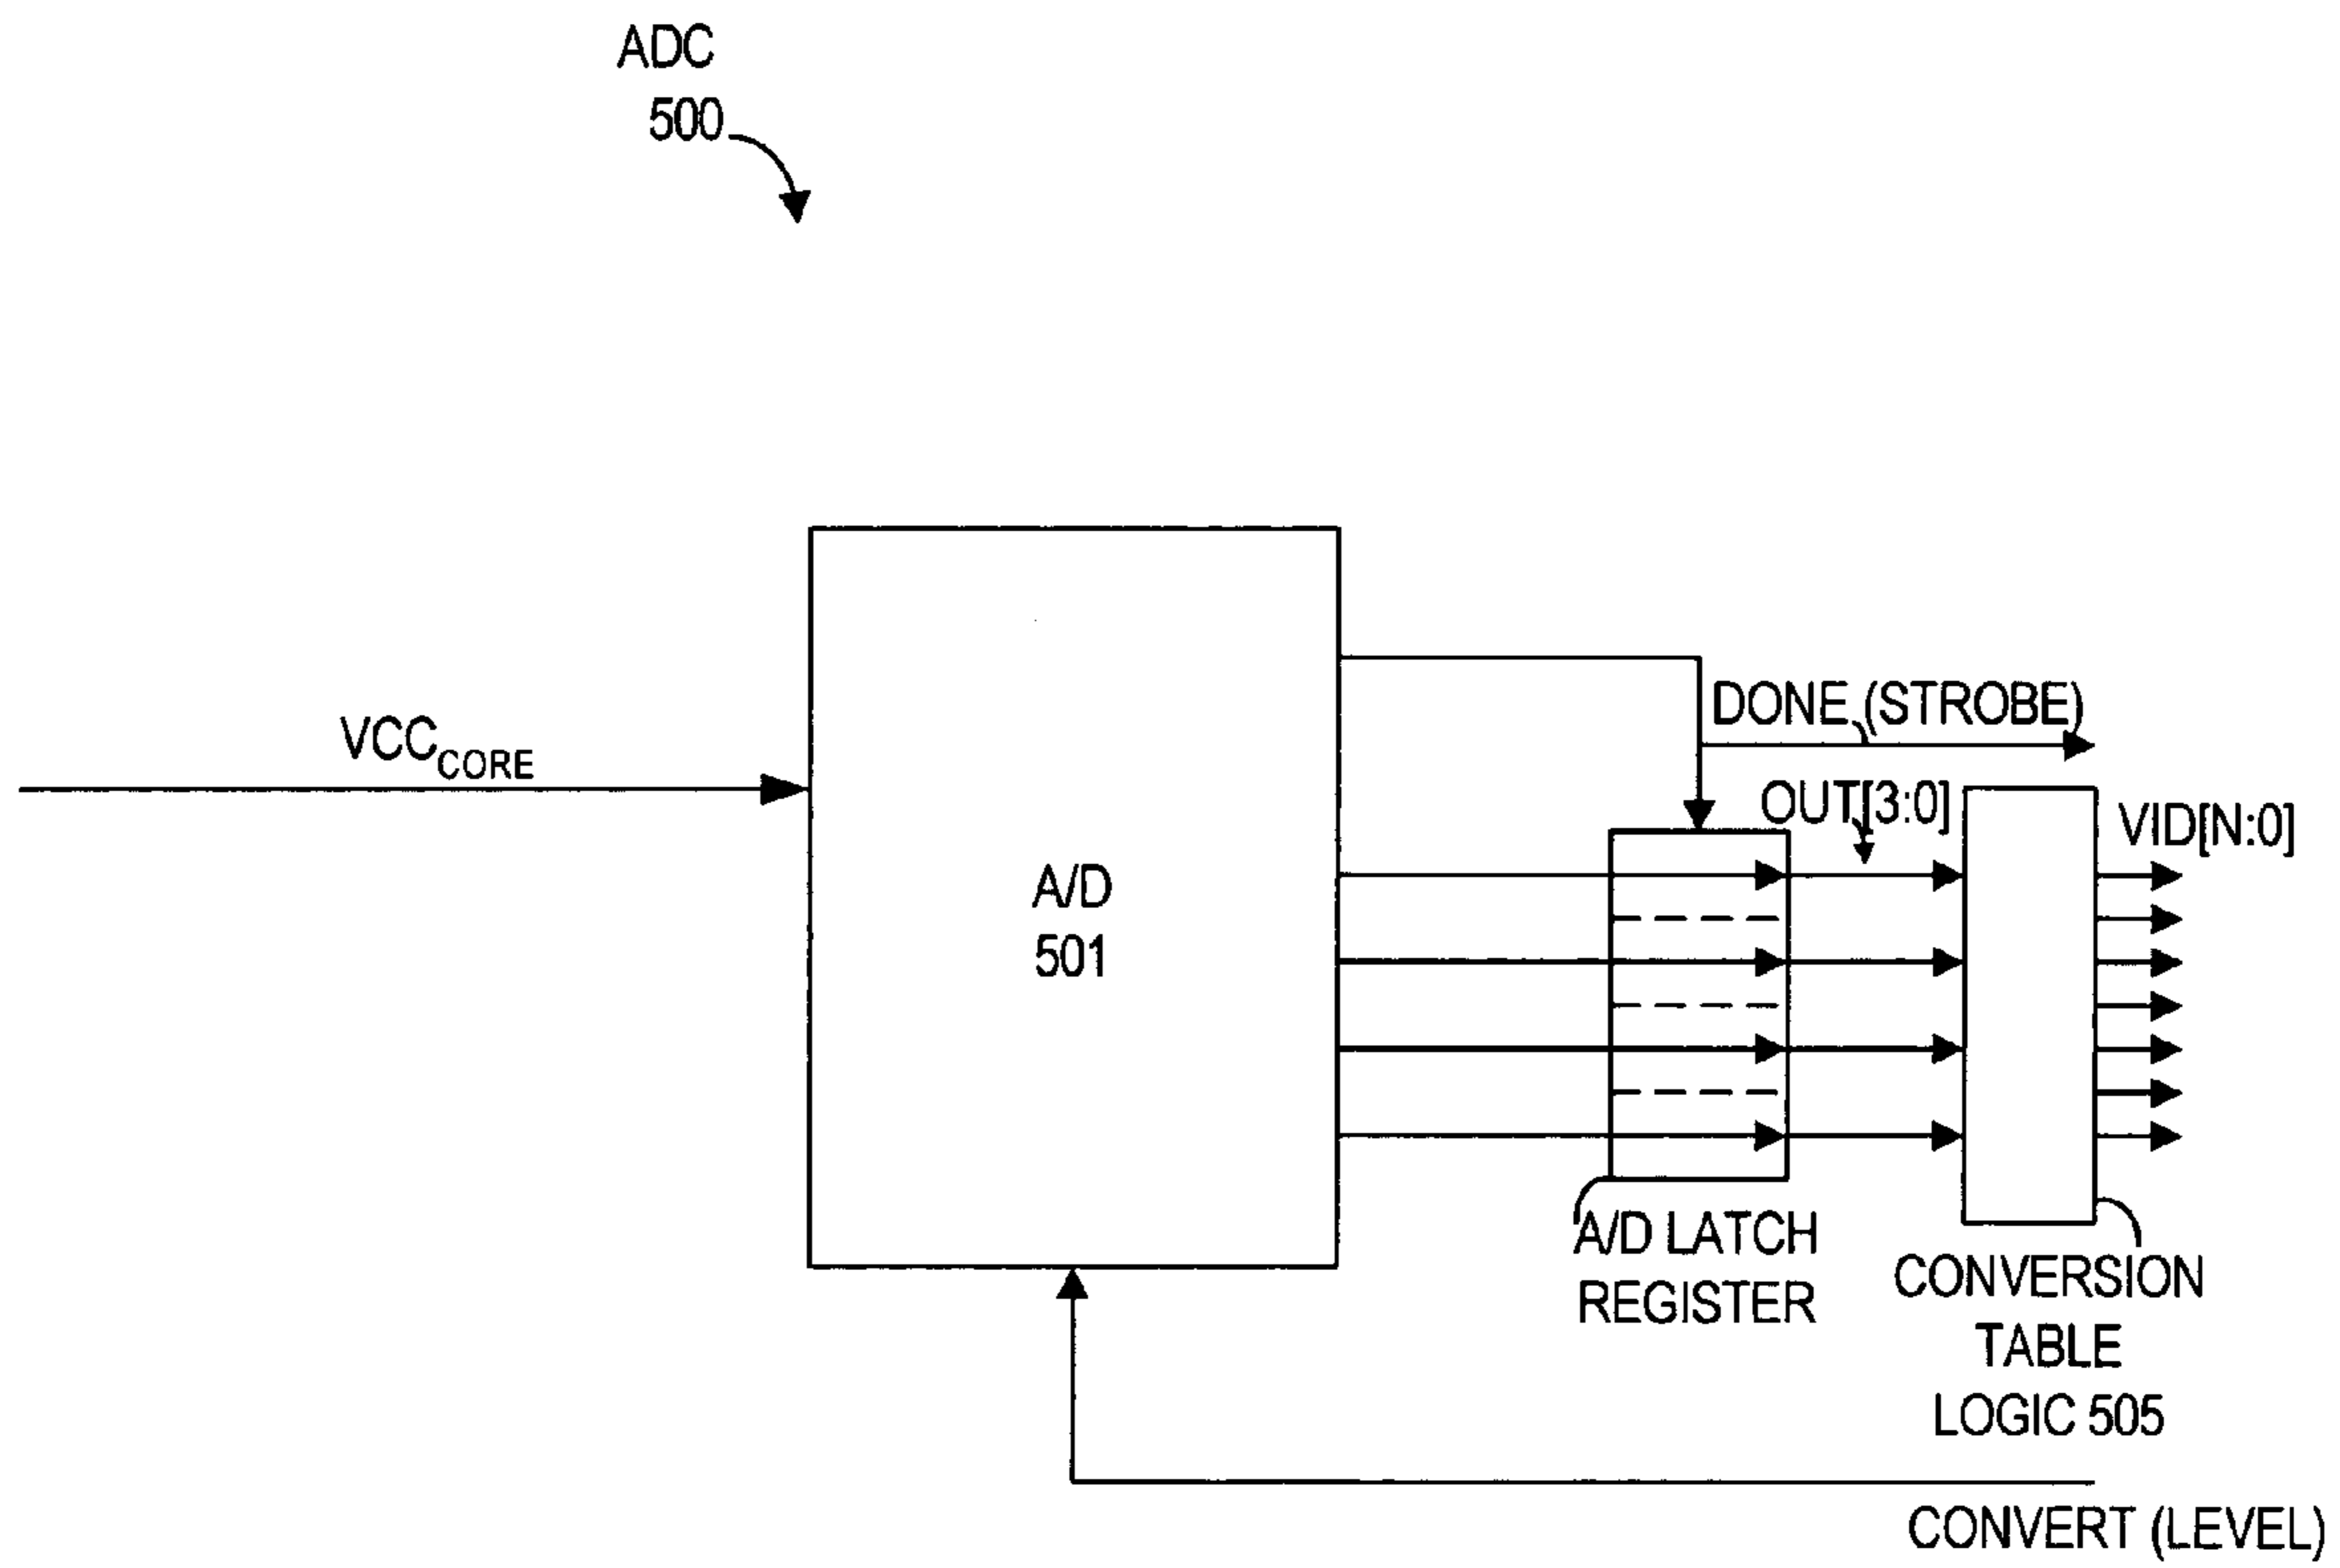 ADC
500
DONE (STROBE)
VCC CORE
OUT[3:0]
VID[N:0]
A/D
501
A/D LATCH
REGISTER
CONVERSION
TABLE
LOGIC 505
CONVERT (LEVEL)